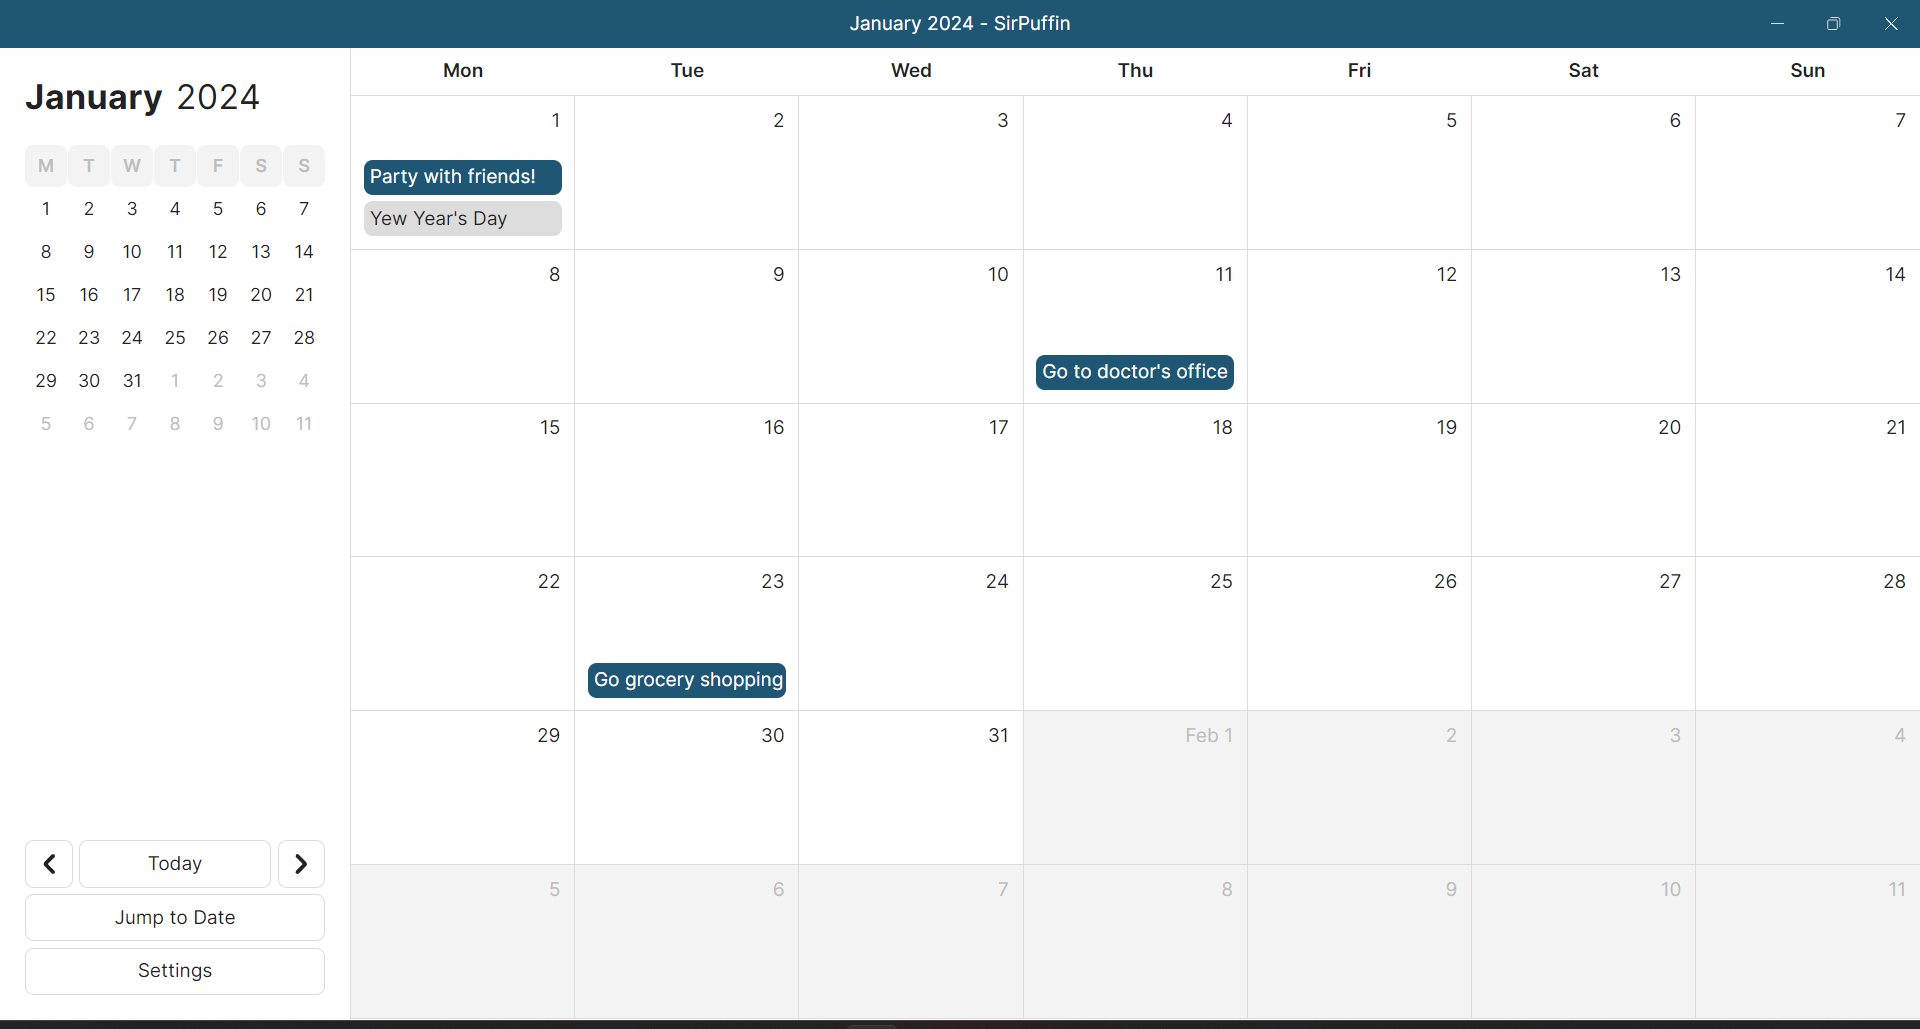 January 2024 - SirPuffin
January 2024
M T W T F S S
1 2 3 4 5 6 7
8 9 10 11 12 13 14
15 16 17 18 19 20 21
22 23 24 25 26 27 28
29 30 31 1 2 3 4
5 6 7 8 9 10 11
Today
Jump to Date
Settings
Mon Tue Wed Thu Fri Sat Sun
1 2 3 4 5 6 7
Party with friends!
Yew Year's Day
8 9 10 11 12 13 14
Go to doctor's office
15 16 17 18 19 20 21
22 23 24 25 26 27 28
Go grocery shopping
29 30 31 Feb 1 2 3 4
5 6 7 8 9 10 11